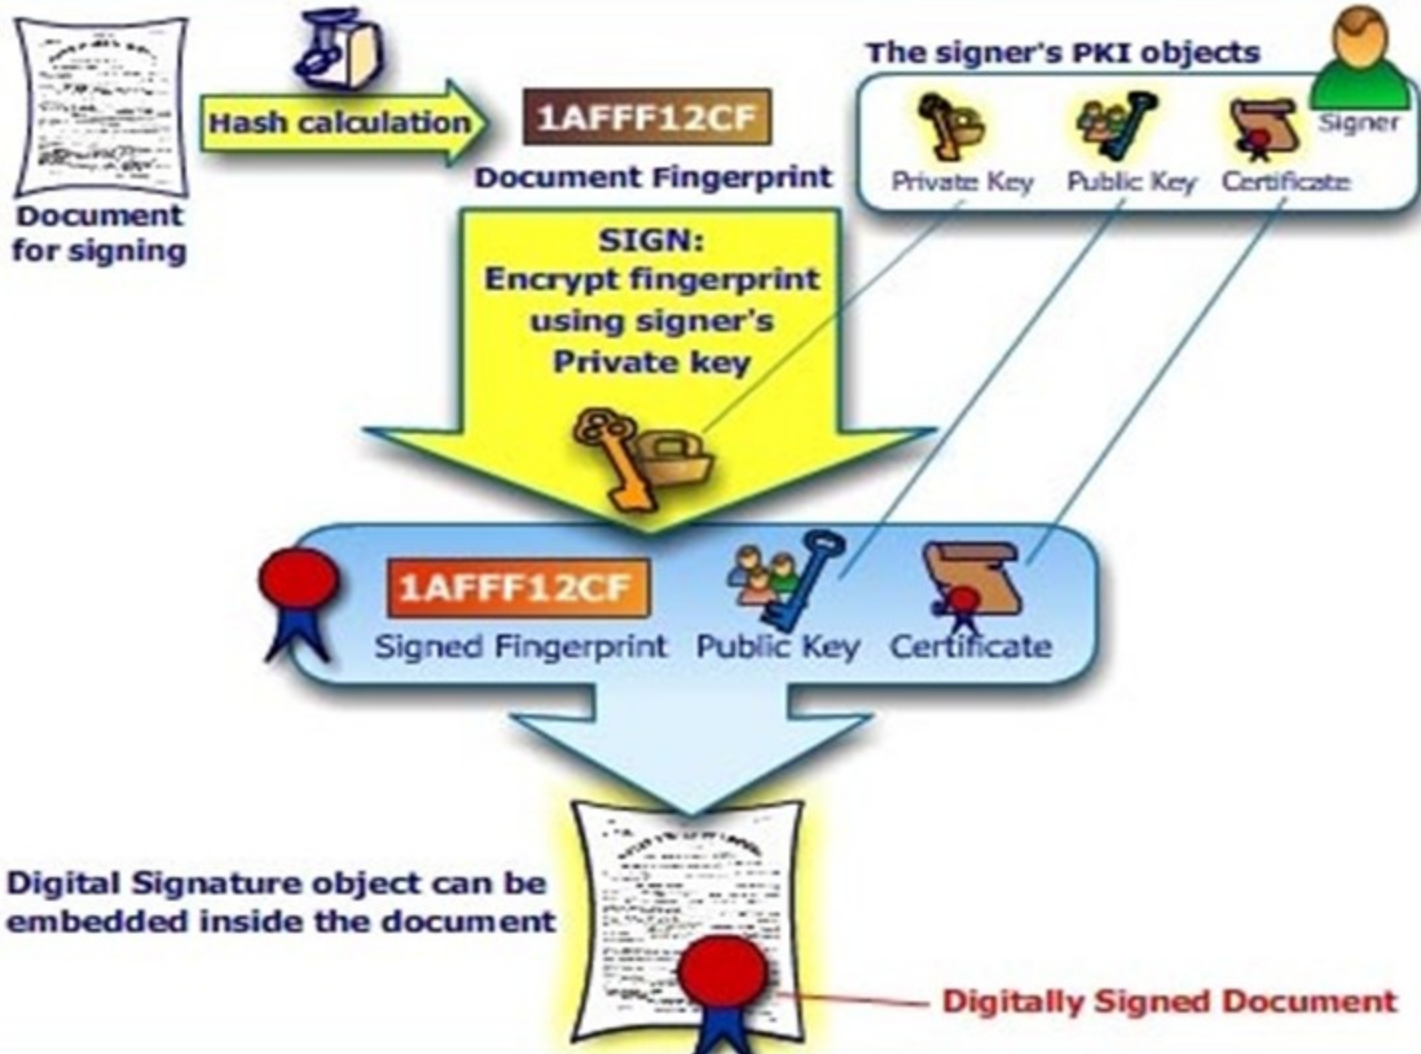 Document
for signing
Hash calculation
1AFFF12CF
Document Fingerprint
The signer's PKI objects
Signer
Private Key
Public Key
Certificate
SIGN:
Encrypt fingerprint
using signer's
Private key
1AFFF12CF
Signed Fingerprint
Public Key
Certificate
Digital Signature object can be
embedded inside the document
Digitally Signed Document